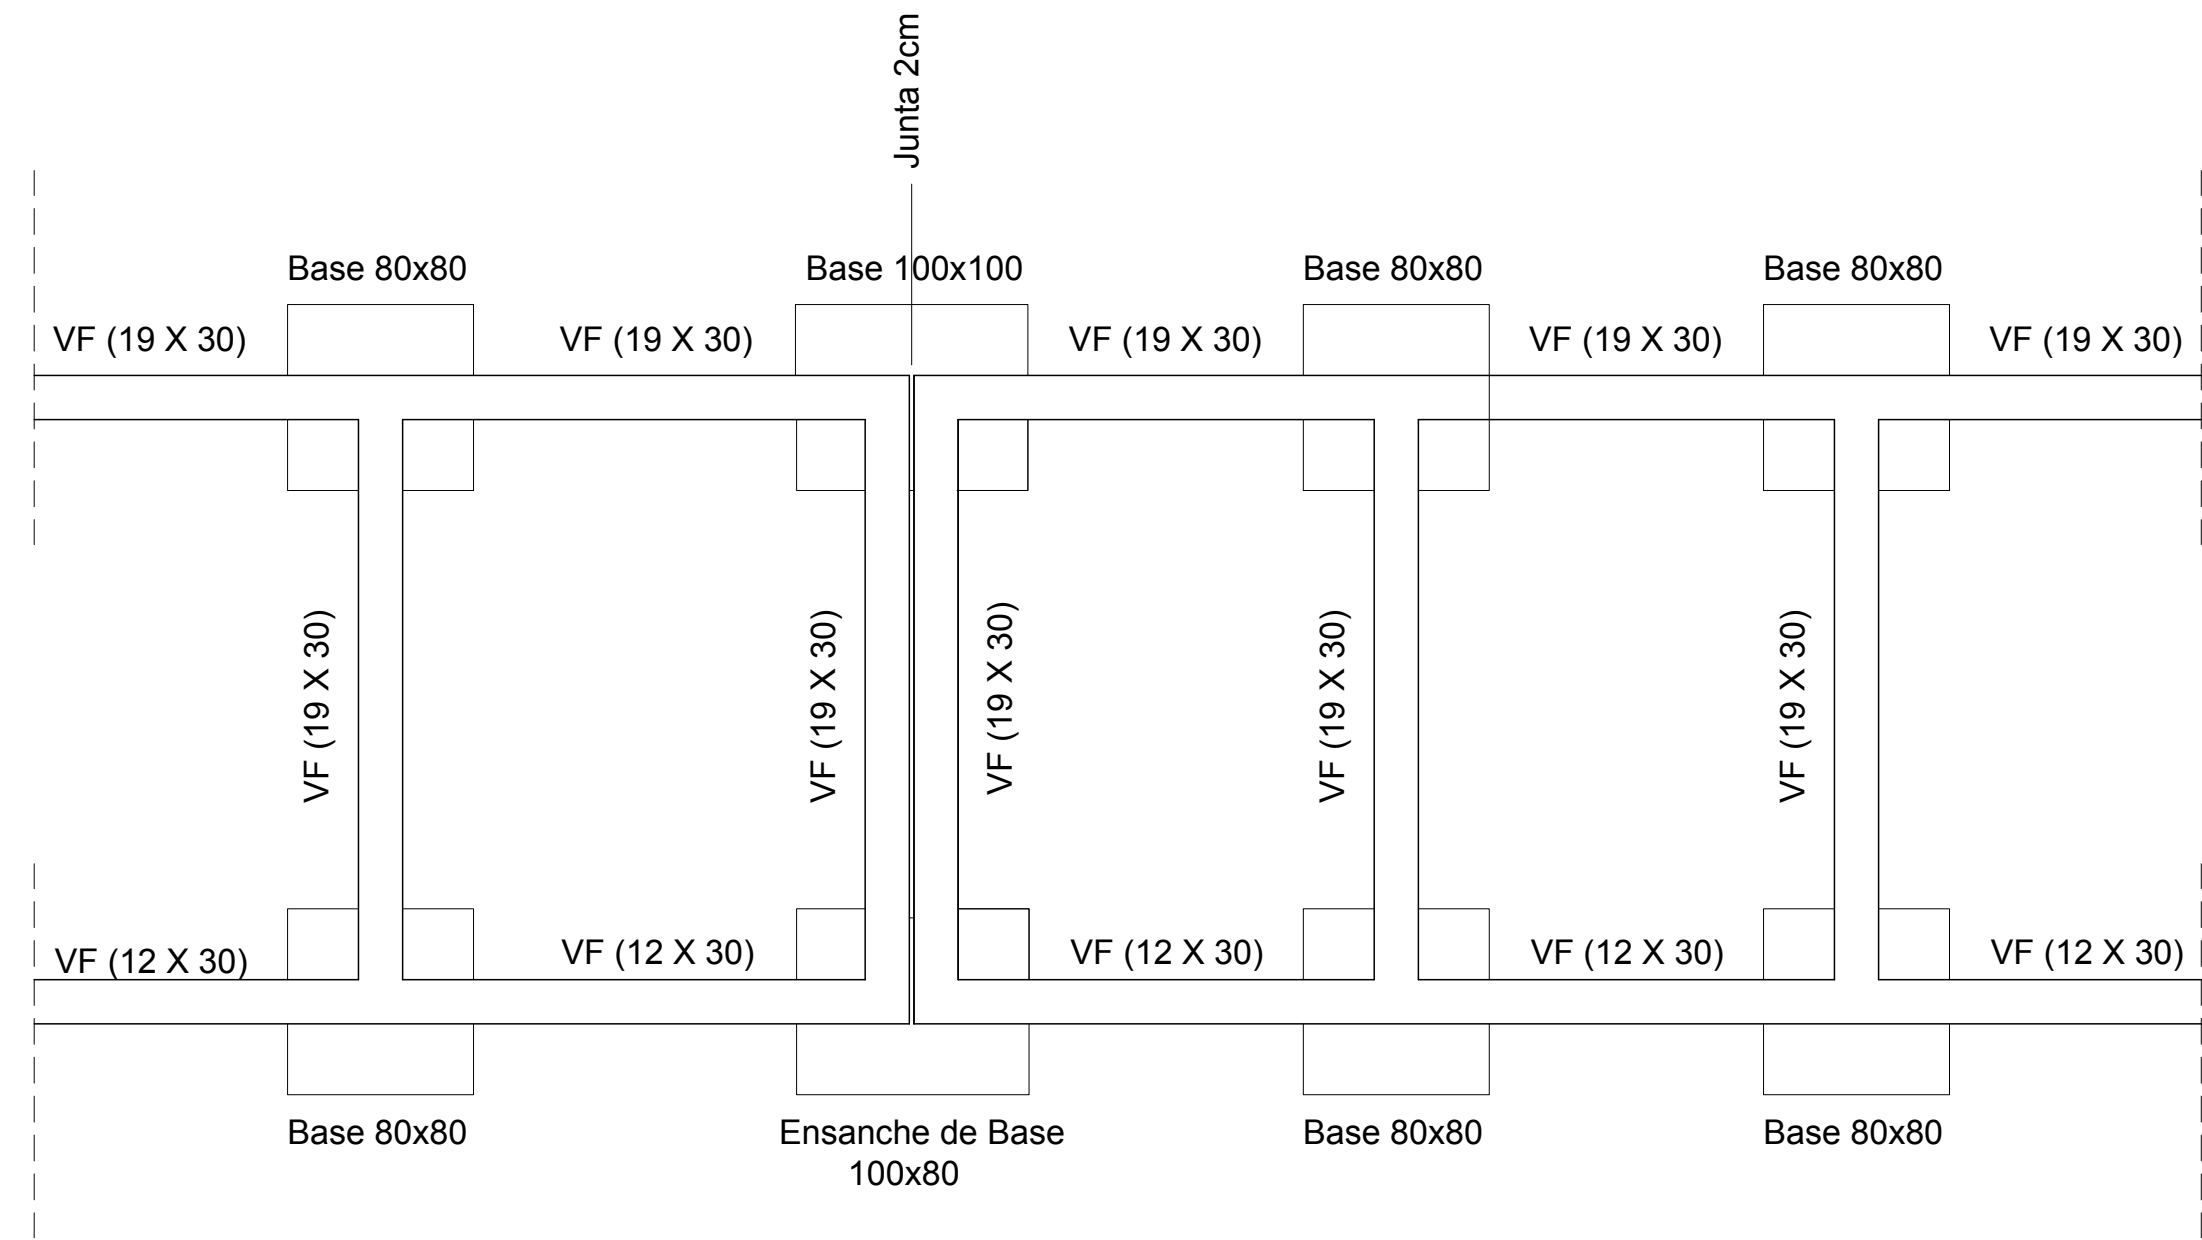 Junta 2cm
Base 80x80
Base 100x100
Base 80x80
Base 80x80
VF (19 X 30)
VF (19 X 30)
VF (19 X 30)
VF (19 X 30)
VF (19 X 30)
VF (19 X 30)
VF (19 X 30)
VF (19 X 30)
VF (19 X 30)
VF (19 X 30)
VF (12 X 30)
VF (12 X 30)
VF (12 X 30)
VF (12 X 30)
VF (12 X 30)
Base 80x80
Ensanche de Base
100x80
Base 80x80
Base 80x80